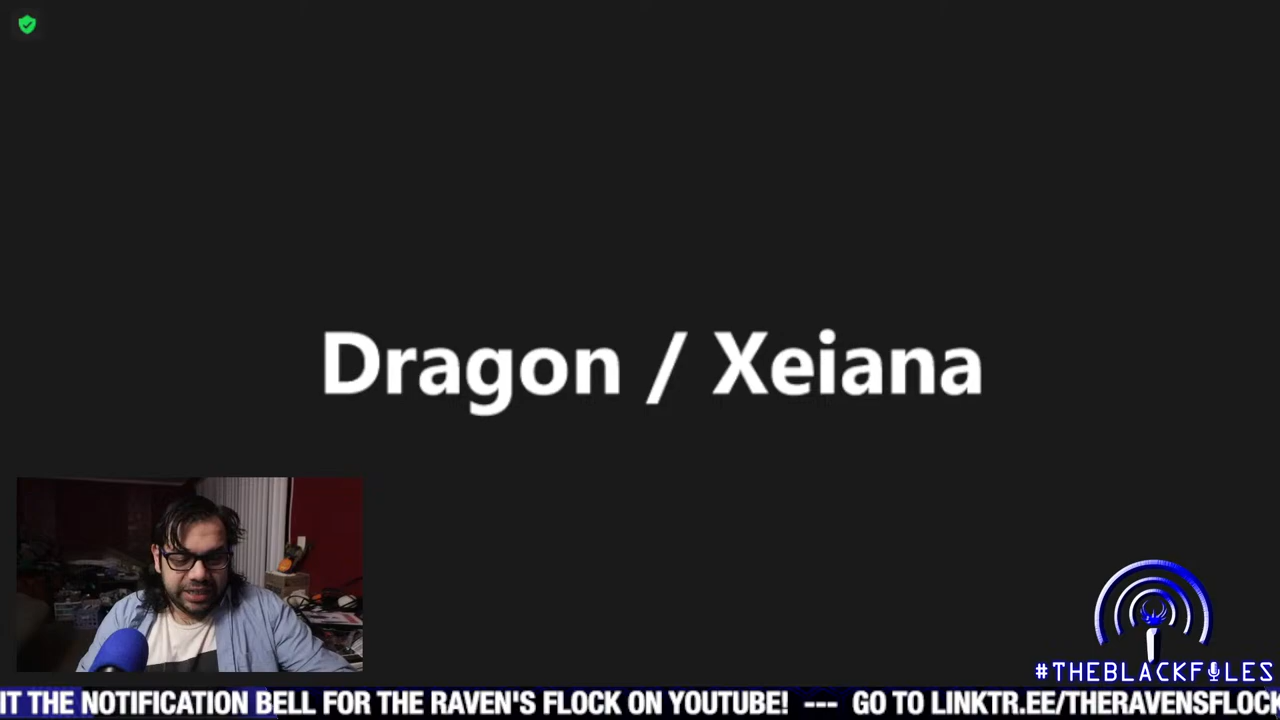 Dragon / Xeiana
#THEBLACKFILES
IT THE NOTIFICATION BELL FOR THE RAVEN'S FLOCK ON YOUTUBE! --- GO TO LINKTR.EE/THERAVENSFLOCK